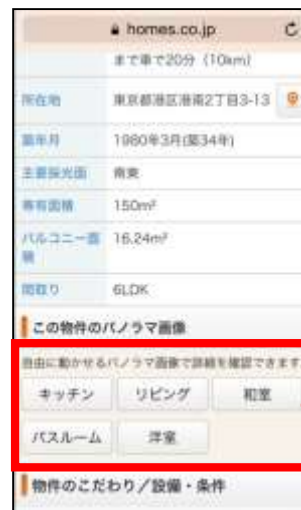 homes.co.jp
まで車で20分（10km）
所在地 東京都港区港南2丁目3-13
築年月 1980年3月(築34年)
主要採光面 南東
専有面積 150m²
バルコニー面積 16.24m²
間取り 6LDK
この物件のパノラマ画像
自由に動かせるパノラマ画像で詳細を確認できます
キッチン リビング 和室
バスルーム 洋室
物件のこだわり／設備・条件